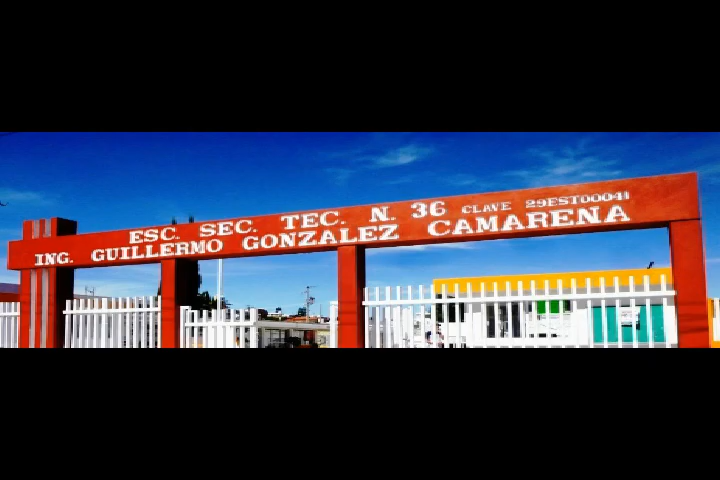 ESC. SEC. TEC. N. 36 CLAVE 29EST0004I
ING. GUILLERMO GONZALEZ CAMARENA